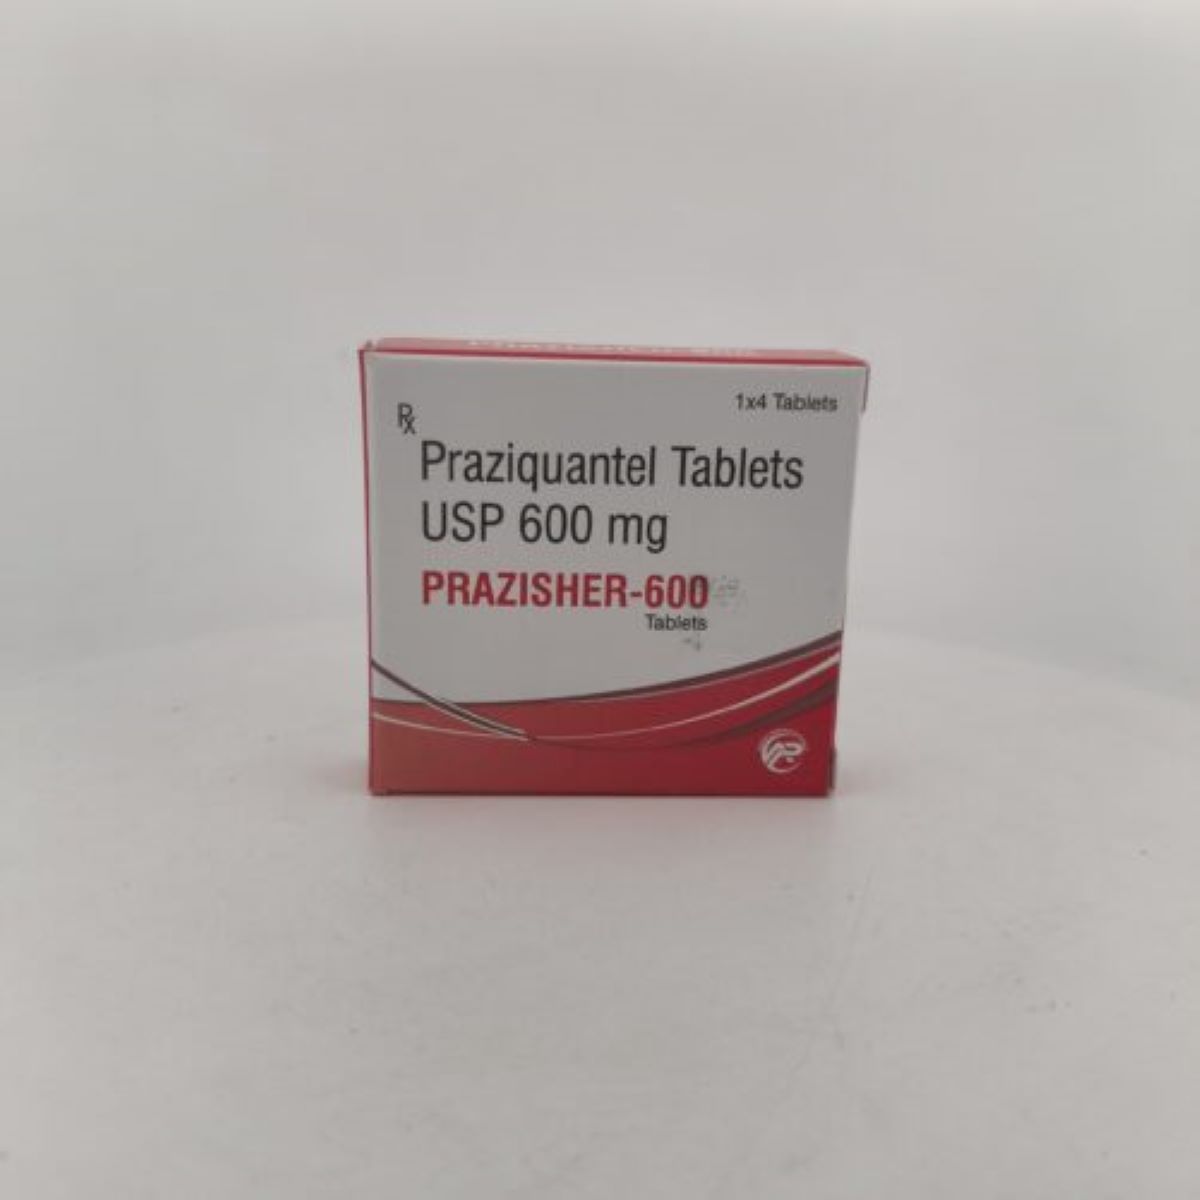 Rx
1x4 Tablets
Praziquantel Tablets
USP 600 mg
PRAZISHER-600
Tablets